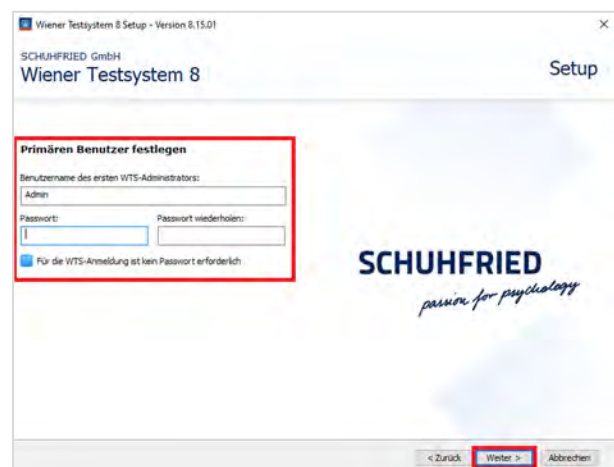 Wiener Testsystem 8 Setup - Version 8.15.01
SCHUHFRIED GmbH
Wiener Testsystem 8
Setup
Primären Benutzer festlegen
Benutzername des ersten WTS-Administrators:
Admin
Passwort: Passwort wiederholen:
Für die WTS-Anmeldung ist kein Passwort erforderlich
SCHUHFRIED
passion for psychology
< Zurück Weiter > Abbrechen